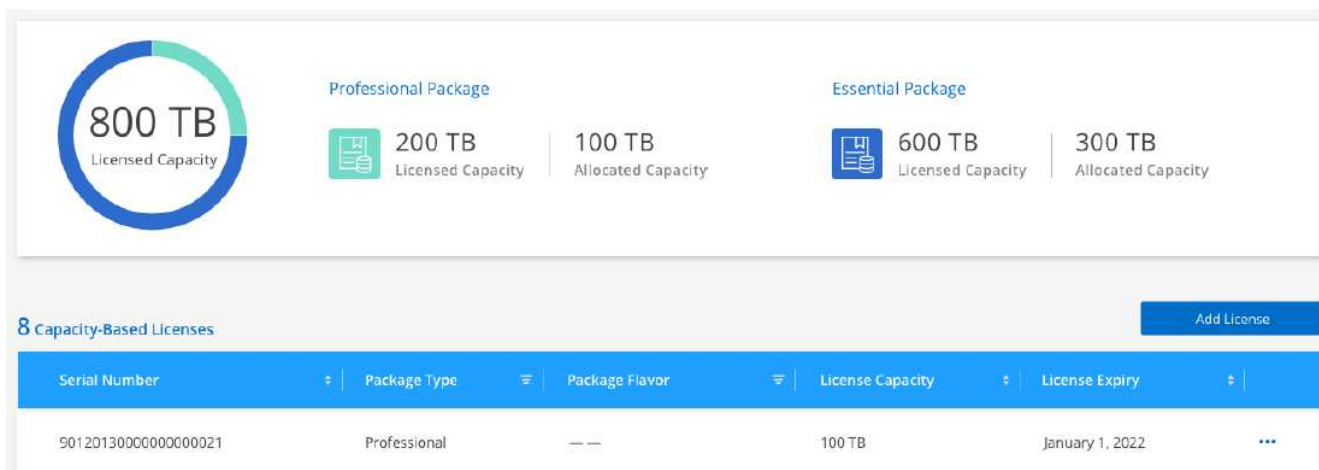 800 TB
Licensed Capacity
Professional Package
200 TB
Licensed Capacity
100 TB
Allocated Capacity
Essential Package
600 TB
Licensed Capacity
300 TB
Allocated Capacity
8 Capacity-Based Licenses
Add License
Serial Number Package Type Package Flavor License Capacity License Expiry
90120130000000000021 Professional — — 100 TB January 1, 2022 •••